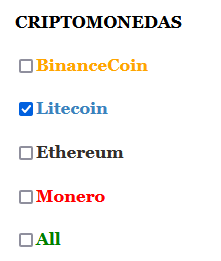 CRIPTOMONEDAS
BinanceCoin
Litecoin
Ethereum
Monero
All